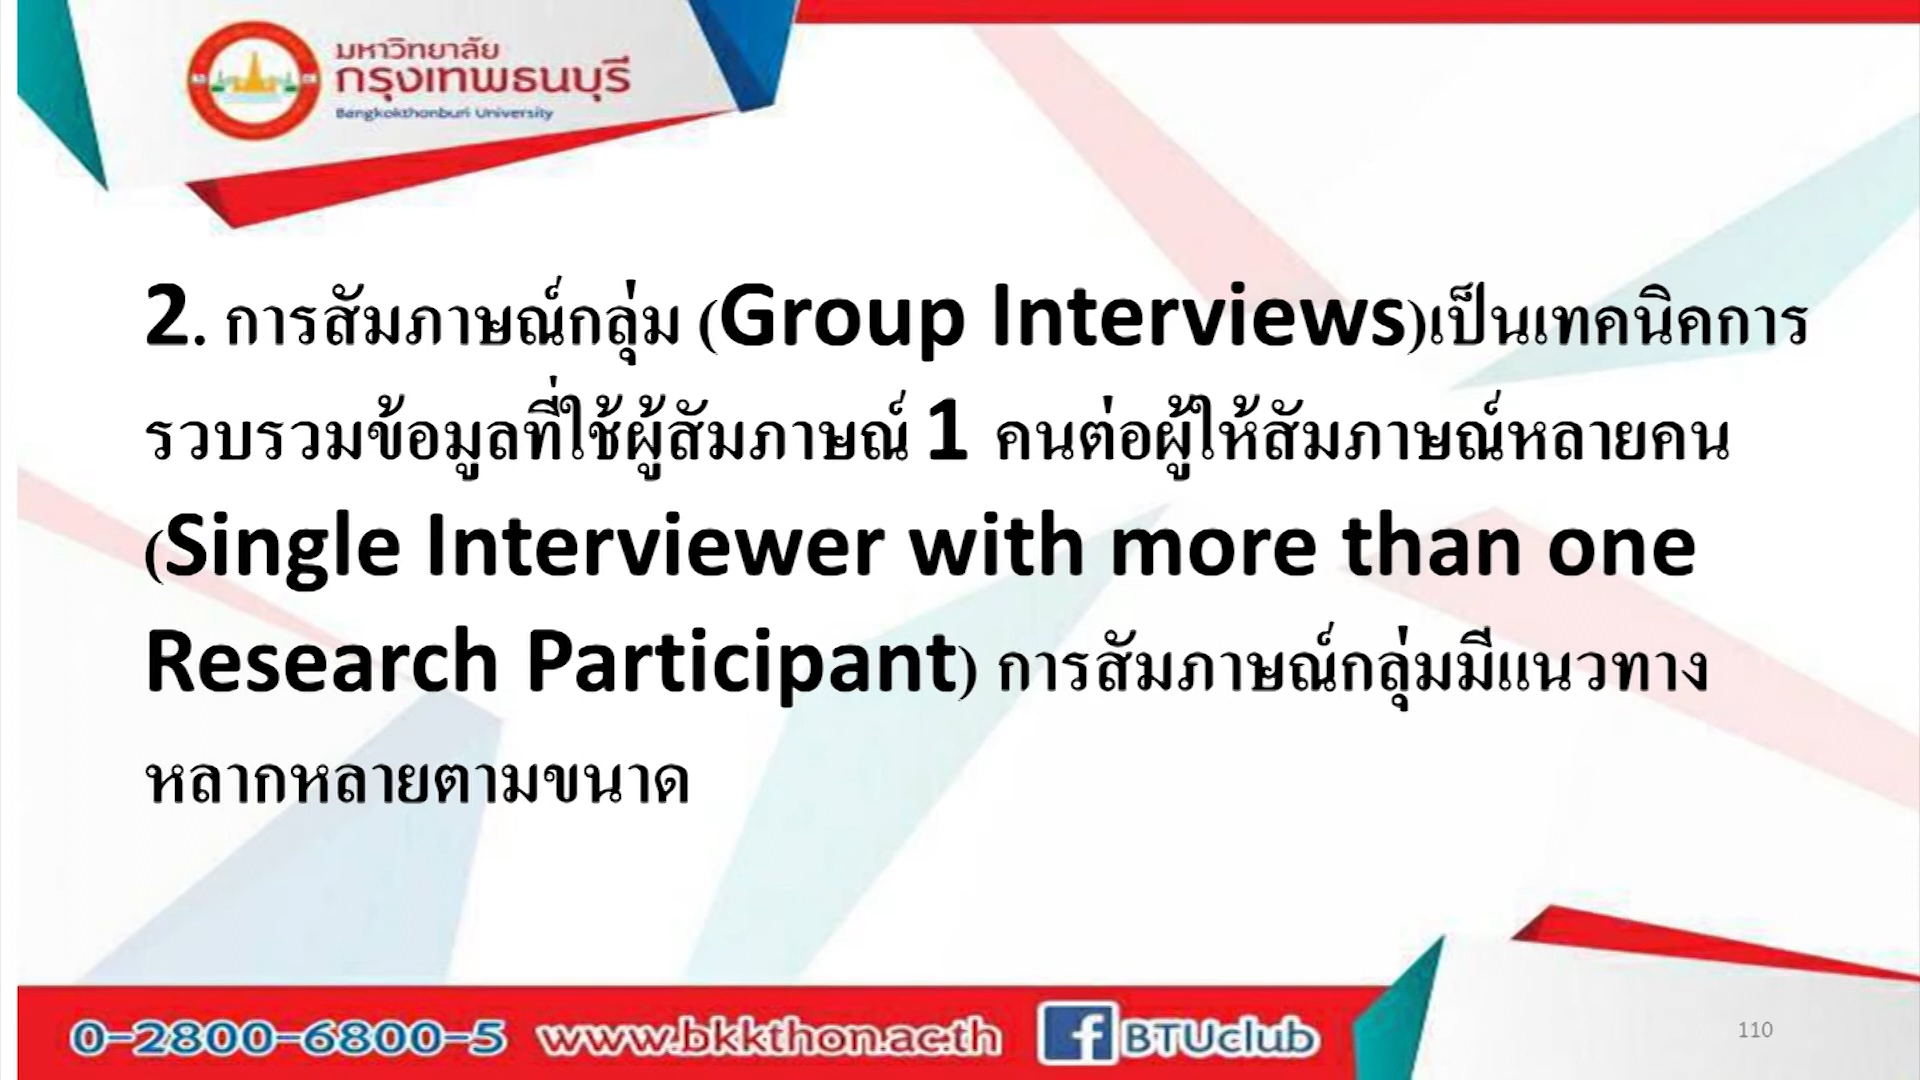 มหาวิทยาลัย
กรุงเทพธนบุรี
Bangkokthonburi University
2. การสัมภาษณ์กลุ่ม (Group Interviews)เป็นเทคนิคการ
รวบรวมข้อมูลที่ใช้ผู้สัมภาษณ์ 1 คนต่อผู้ให้สัมภาษณ์หลายคน
(Single Interviewer with more than one
Research Participant) การสัมภาษณ์กลุ่มมีแนวทาง
หลากหลายตามขนาด
0-2800-6800-5 www.bkkthon.ac.th f BTUclub
110